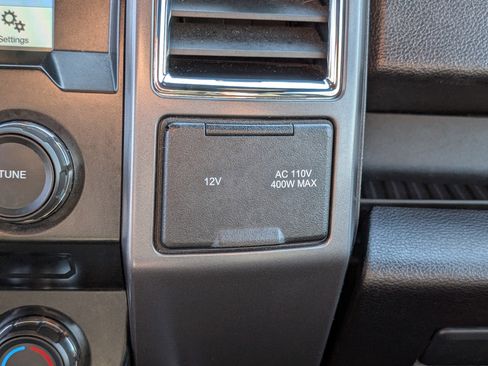 Settings
TUNE
12V
AC 110V
400W MAX